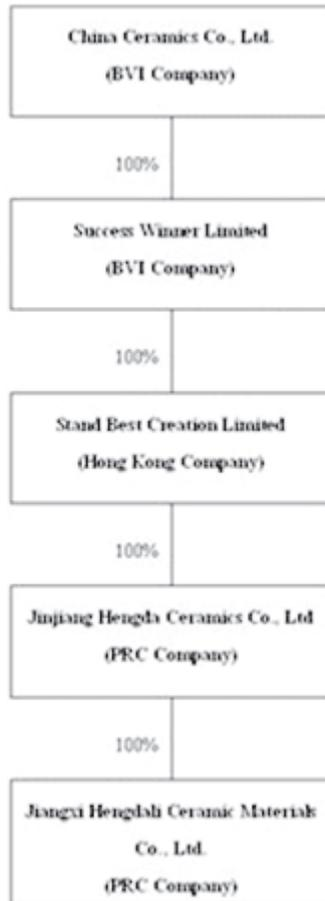 China Ceramics Co., Ltd.
(BVI Company)
100%
Success Winner Limited
(BVI Company)
100%
Stand Best Creation Limited
(Hong Kong Company)
100%
Jinjiang Hengda Ceramics Co., Ltd
(PRC Company)
100%
Jiangxi Hengdali Ceramic Materials
Co., Ltd.
(PRC Company)